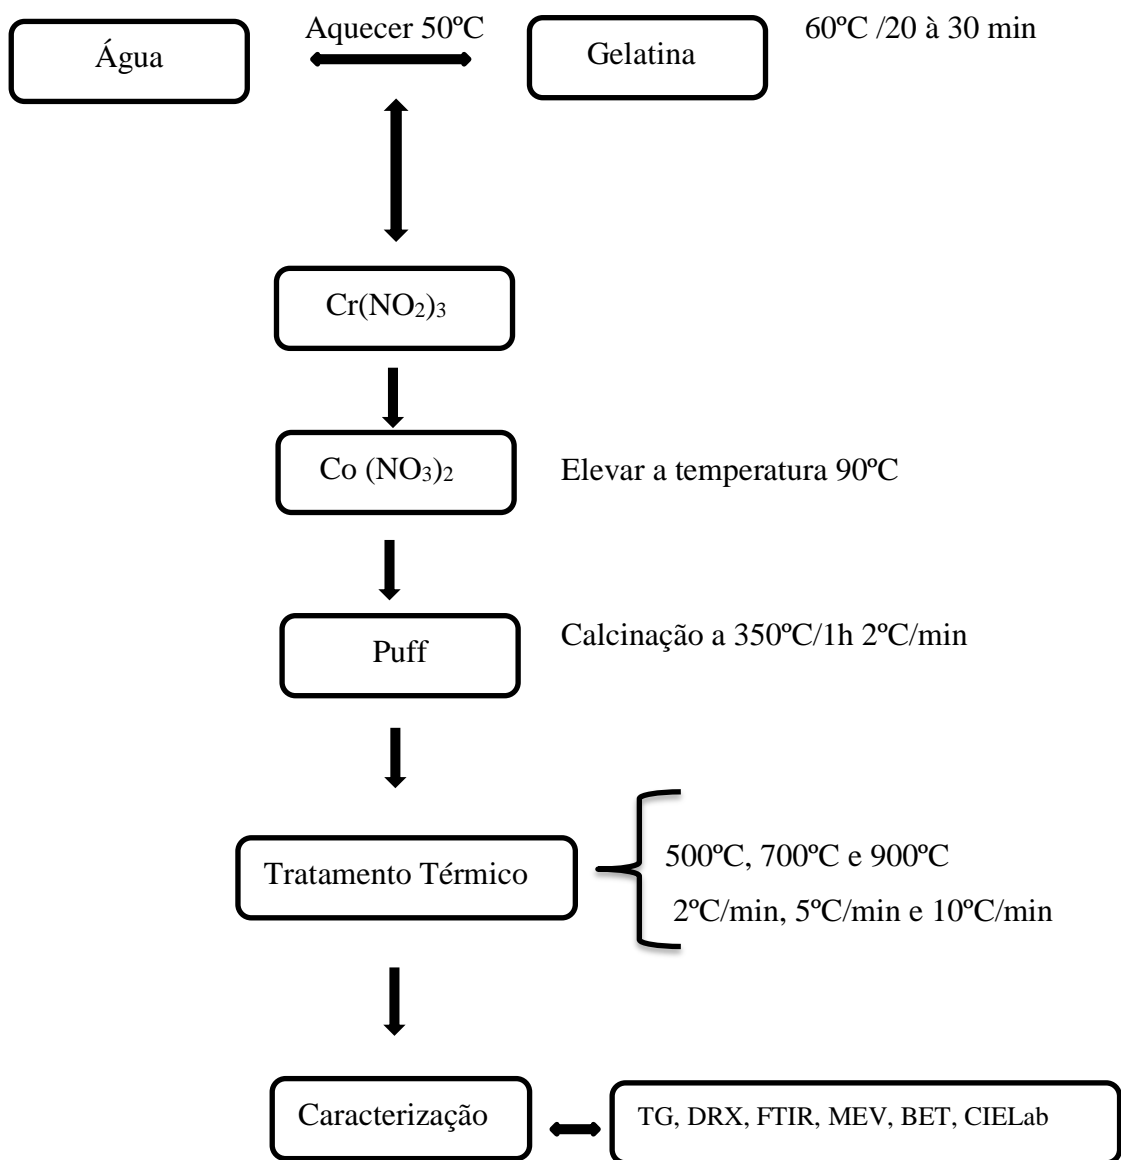 Água
Aquecer 50ºC
Gelatina
60ºC /20 à 30 min
Cr(NO₂)₃
Co (NO₃)₂
Elevar a temperatura 90ºC
Puff
Calcinação a 350ºC/1h 2ºC/min
Tratamento Térmico
500ºC, 700ºC e 900ºC
2ºC/min, 5ºC/min e 10ºC/min
Caracterização
TG, DRX, FTIR, MEV, BET, CIELab